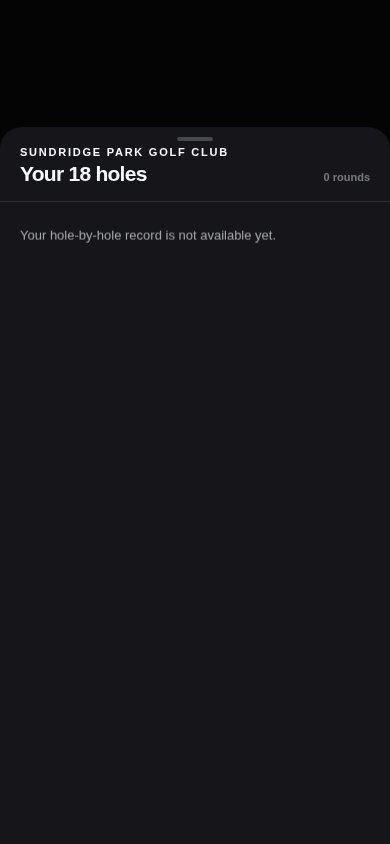 SUNDRIDGE PARK GOLF CLUB
Your 18 holes
0 rounds
Your hole-by-hole record is not available yet.